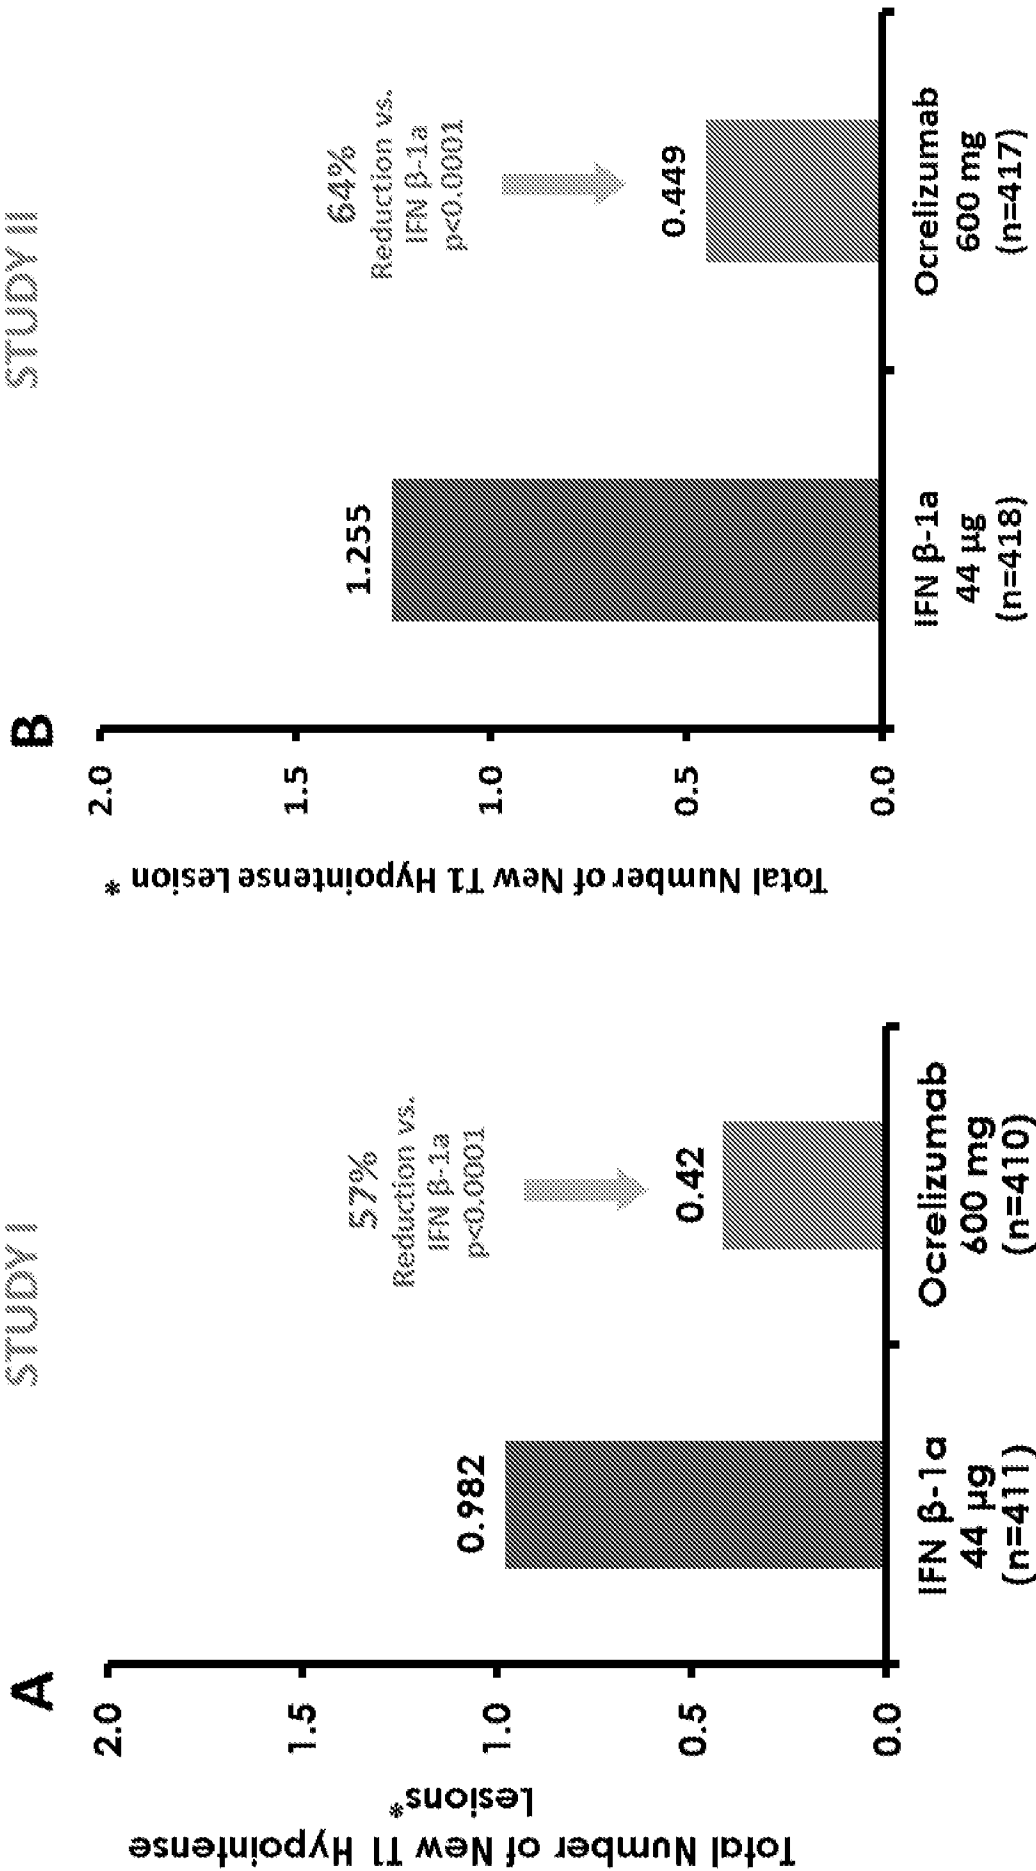 A
STUDY I
Total Number of New T1 Hypointense
Lesions*
2.0
1.5
1.0
0.5
0.0
0.982
57%
Reduction vs.
IFN β-1a
p<0.0001
0.42
IFN β-1a
44 µg
(n=411)
Ocrelizumab
600 mg
(n=410)
B
STUDY II
Total Number of New T1 Hypointense Lesion *
2.0
1.5
1.0
0.5
0.0
1.255
64%
Reduction vs.
IFN β-1a
p<0.0001
0.449
IFN β-1a
44 µg
(n=418)
Ocrelizumab
600 mg
(n=417)